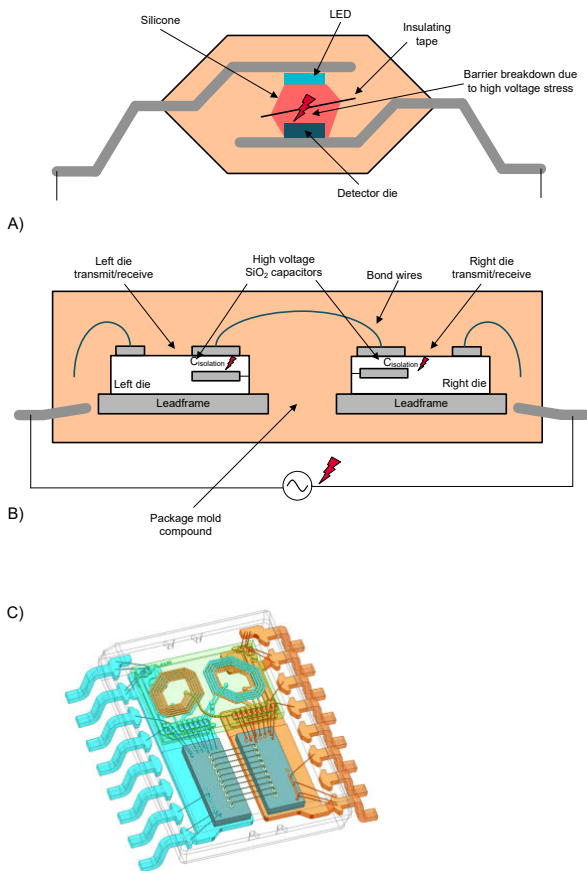 LED
Silicone
Insulating
tape
Barrier breakdown due
to high voltage stress
Detector die
A)
Left die
transmit/receive
High voltage
SiO₂ capacitors
Bond wires
Right die
transmit/receive
Cisolation
Cisolation
Left die
Right die
Leadframe
Leadframe
Package mold
compound
B)
C)